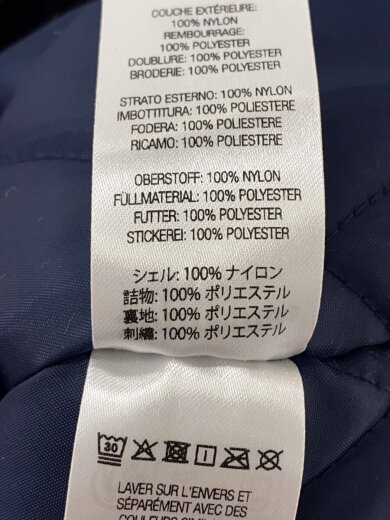 COUCHE EXTÉRIEURE:
100% NYLON
REMBOURRAGE:
100% POLYESTER
DOUBLURE: 100% POLYESTER
BRODERIE: 100% POLYESTER
STRATO ESTERNO: 100% NYLON
IMBOTTITURA: 100% POLIESTERE
FODERA: 100% POLIESTERE
RICAMO: 100% POLIESTERE
OBERSTOFF: 100% NYLON
FÜLLMATERIAL: 100% POLYESTER
FUTTER: 100% POLYESTER
STICKEREI: 100% POLYESTER
シェル: 100% ナイロン
詰物: 100% ポリエステル
裏地: 100% ポリエステル
刺繍: 100% ポリエステル
30
LAVER SUR L'ENVERS ET
SÉPARÉMENT AVEC DES
COULEURS SIMILAIRES